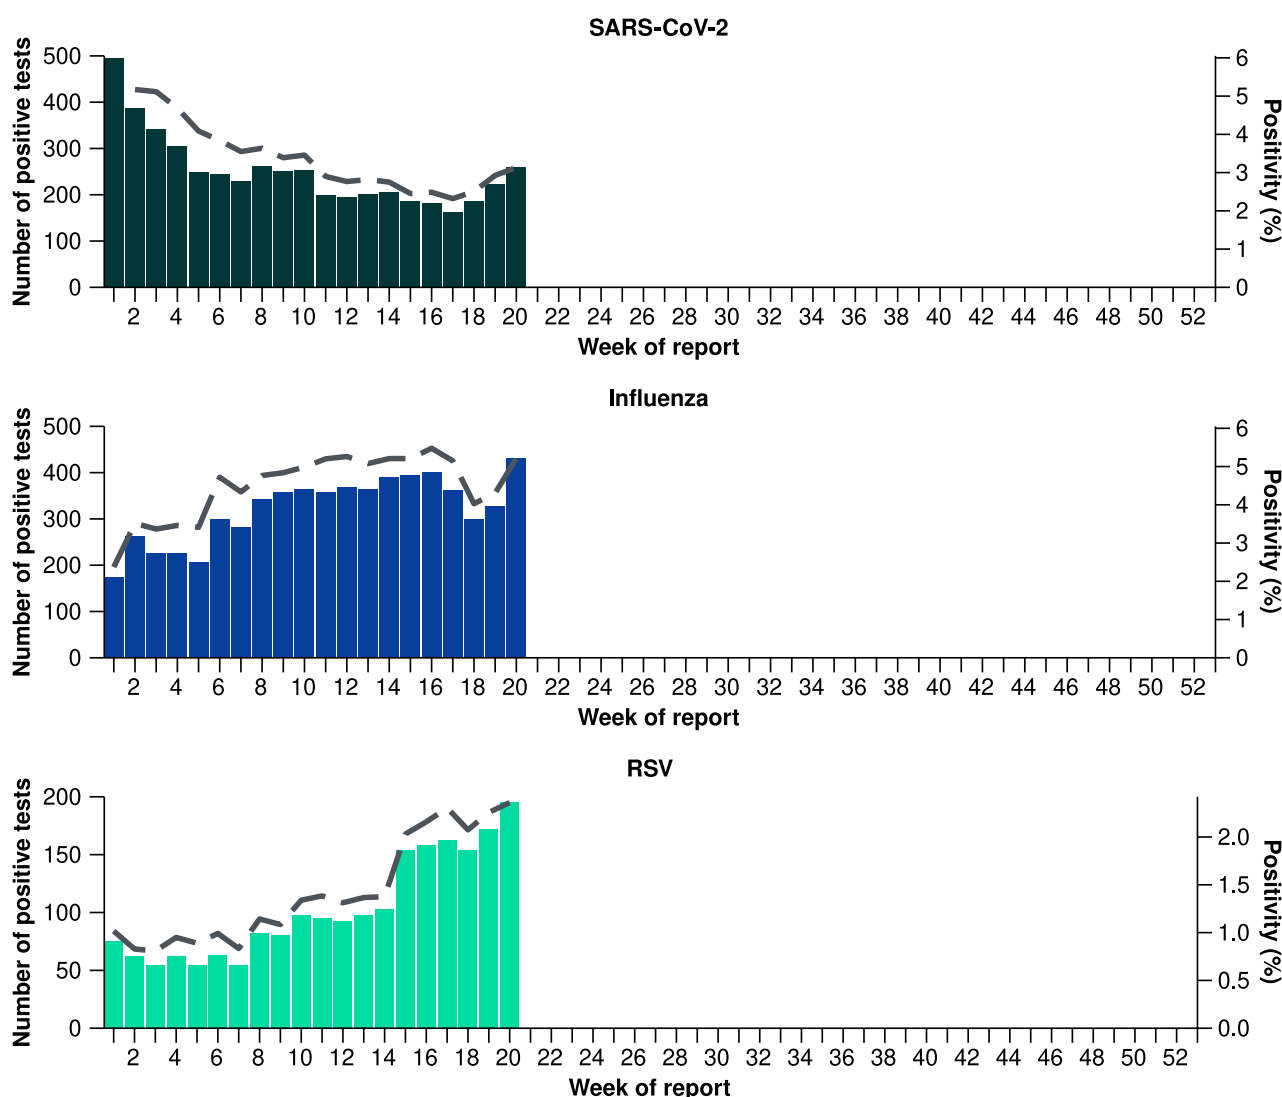 SARS-CoV-2
Number of positive tests
500
400
300
200
100
0
6
5
4
3
2
1
0
Positivity (%)
2 4 6 8 10 12 14 16 18 20 22 24 26 28 30 32 34 36 38 40 42 44 46 48 50 52
Week of report
Influenza
Number of positive tests
500
400
300
200
100
0
6
5
4
3
2
1
0
Positivity (%)
2 4 6 8 10 12 14 16 18 20 22 24 26 28 30 32 34 36 38 40 42 44 46 48 50 52
Week of report
RSV
Number of positive tests
200
150
100
50
0
2.0
1.5
1.0
0.5
0.0
Positivity (%)
2 4 6 8 10 12 14 16 18 20 22 24 26 28 30 32 34 36 38 40 42 44 46 48 50 52
Week of report